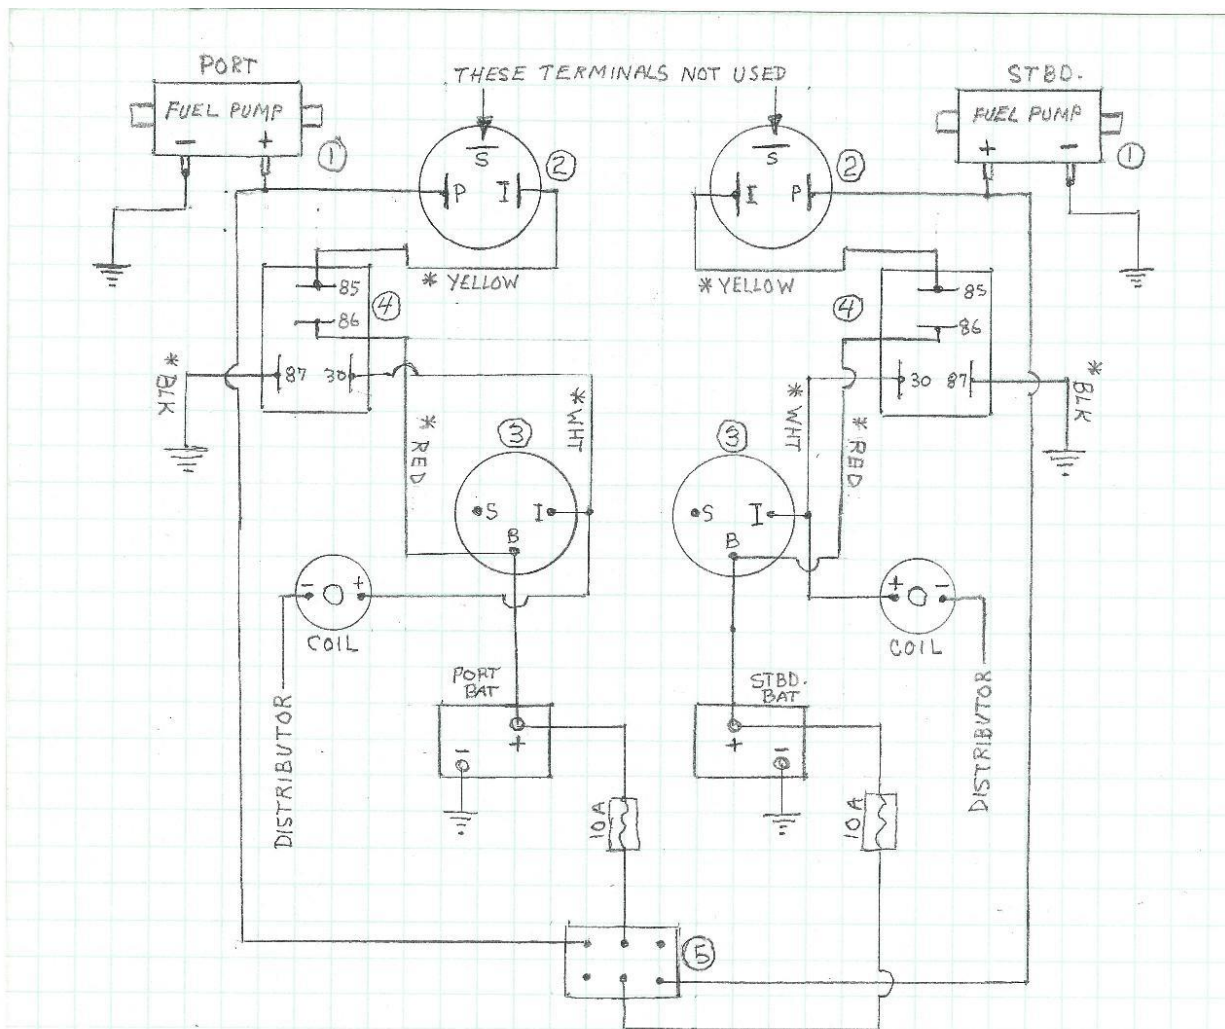 PORT
THESE TERMINALS NOT USED
STBD.
FUEL PUMP
- +
1
S
P I
2
S
I P
2
FUEL PUMP
+ -
1
* YELLOW
* YELLOW
85
86
87 30
4
4
85
86
30 87
* BLK
* WHT
* RED
3
S I
B
3
S I
B
* WHT
* RED
* BLK
- +
COIL
+ -
COIL
DISTRIBUTOR
DISTRIBUTOR
PORT
BAT
+
-
STBD.
BAT
+
-
10A
10A
5